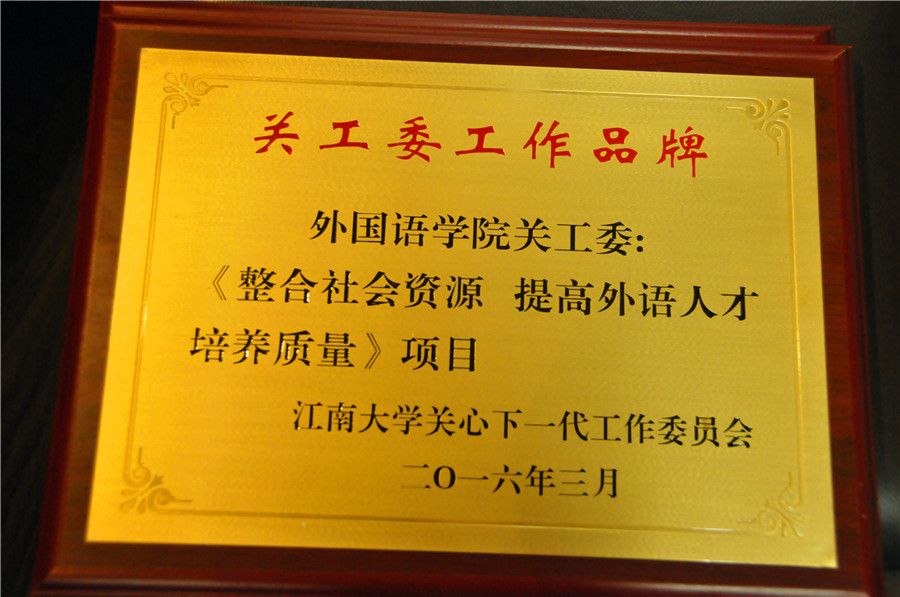 关工委工作品牌
外国语学院关工委:
《整合社会资源 提高外语人才
培养质量》项目
江南大学关心下一代工作委员会
二〇一六年三月